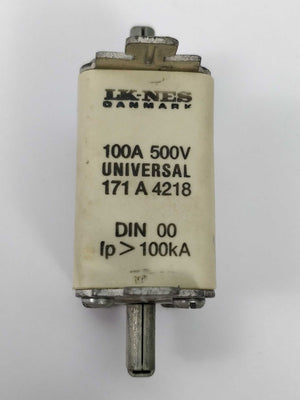 LK-NES
DANMARK
100A 500V
UNIVERSAL
171 A 4218
DIN 00
Ip > 100kA